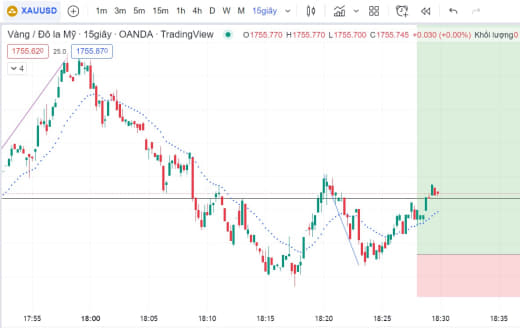 XAUUSD 1m 3m 5m 15m 1h 4h D W M 15giây
Vàng / Đô la Mỹ · 15giây · OANDA · TradingView O1755.770 H1755.770 L1755.700 C1755.745 +0.030 (+0.00%) Khối lượng0
1755.620 25.0 1755.870
4
17:55 18:00 18:05 18:10 18:15 18:20 18:25 18:30 18:35